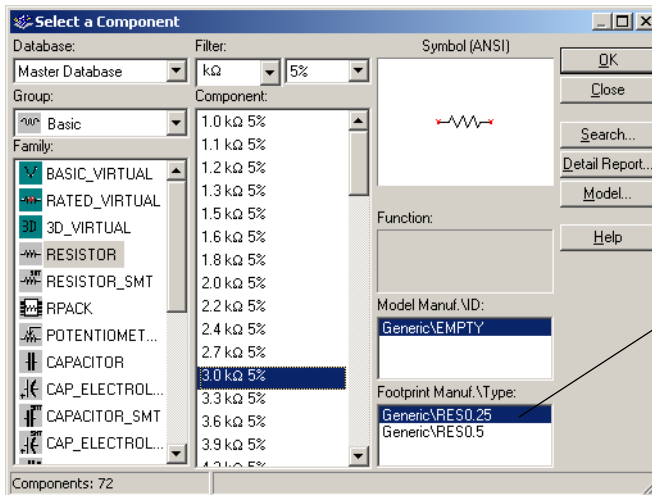 Select a Component
Database:
Master Database
Group:
Basic
Family:
BASIC_VIRTUAL
RATED_VIRTUAL
3D_VIRTUAL
RESISTOR
RESISTOR_SMT
RPACK
POTENTIOMET...
CAPACITOR
CAP_ELECTROL...
CAPACITOR_SMT
CAP_ELECTROL...
Filter:
kΩ 5%
Component:
1.0 kΩ 5%
1.1 kΩ 5%
1.2 kΩ 5%
1.3 kΩ 5%
1.5 kΩ 5%
1.6 kΩ 5%
1.8 kΩ 5%
2.0 kΩ 5%
2.2 kΩ 5%
2.4 kΩ 5%
2.7 kΩ 5%
3.0 kΩ 5%
3.3 kΩ 5%
3.6 kΩ 5%
3.9 kΩ 5%
Symbol (ANSI)
Function:
Model Manuf.\ID:
Generic\EMPTY
Footprint Manuf.\Type:
Generic\RES0.25
Generic\RES0.5
OK
Close
Search...
Detail Report...
Model...
Help
Components: 72